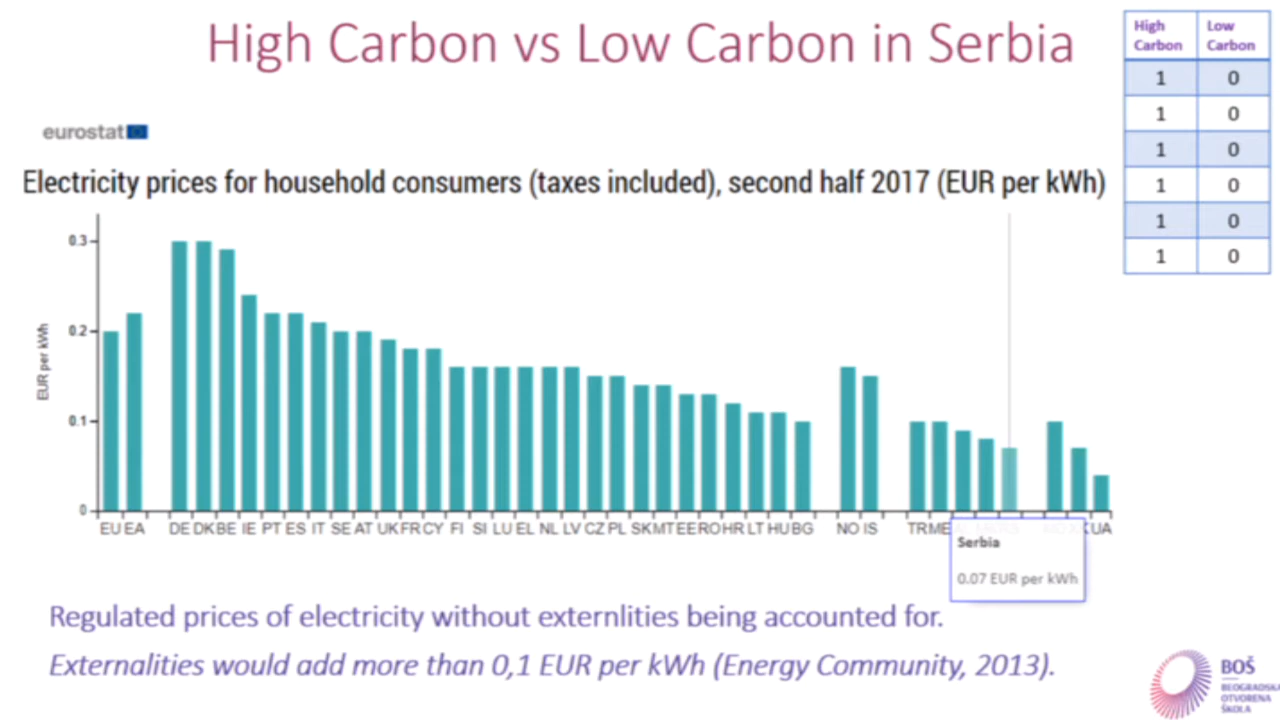 High Carbon vs Low Carbon in Serbia
High Low
Carbon Carbon
1 0
1 0
1 0
1 0
1 0
1 0
eurostat
Electricity prices for household consumers (taxes included), second half 2017 (EUR per kWh)
EUR per kWh
0.3
0.2
0.1
0
EU EA DE DK BE IE PT ES IT SE AT UK FR CY FI SI LU EL NL LV CZ PL SK MT EE RO HR LT HU BG NO IS TR ME UA
Serbia
0.07 EUR per kWh
Regulated prices of electricity without externlities being accounted for.
Externalities would add more than 0,1 EUR per kWh (Energy Community, 2013).
BOŠ
BEOGRADSKA
OTVORENA
ŠKOLA